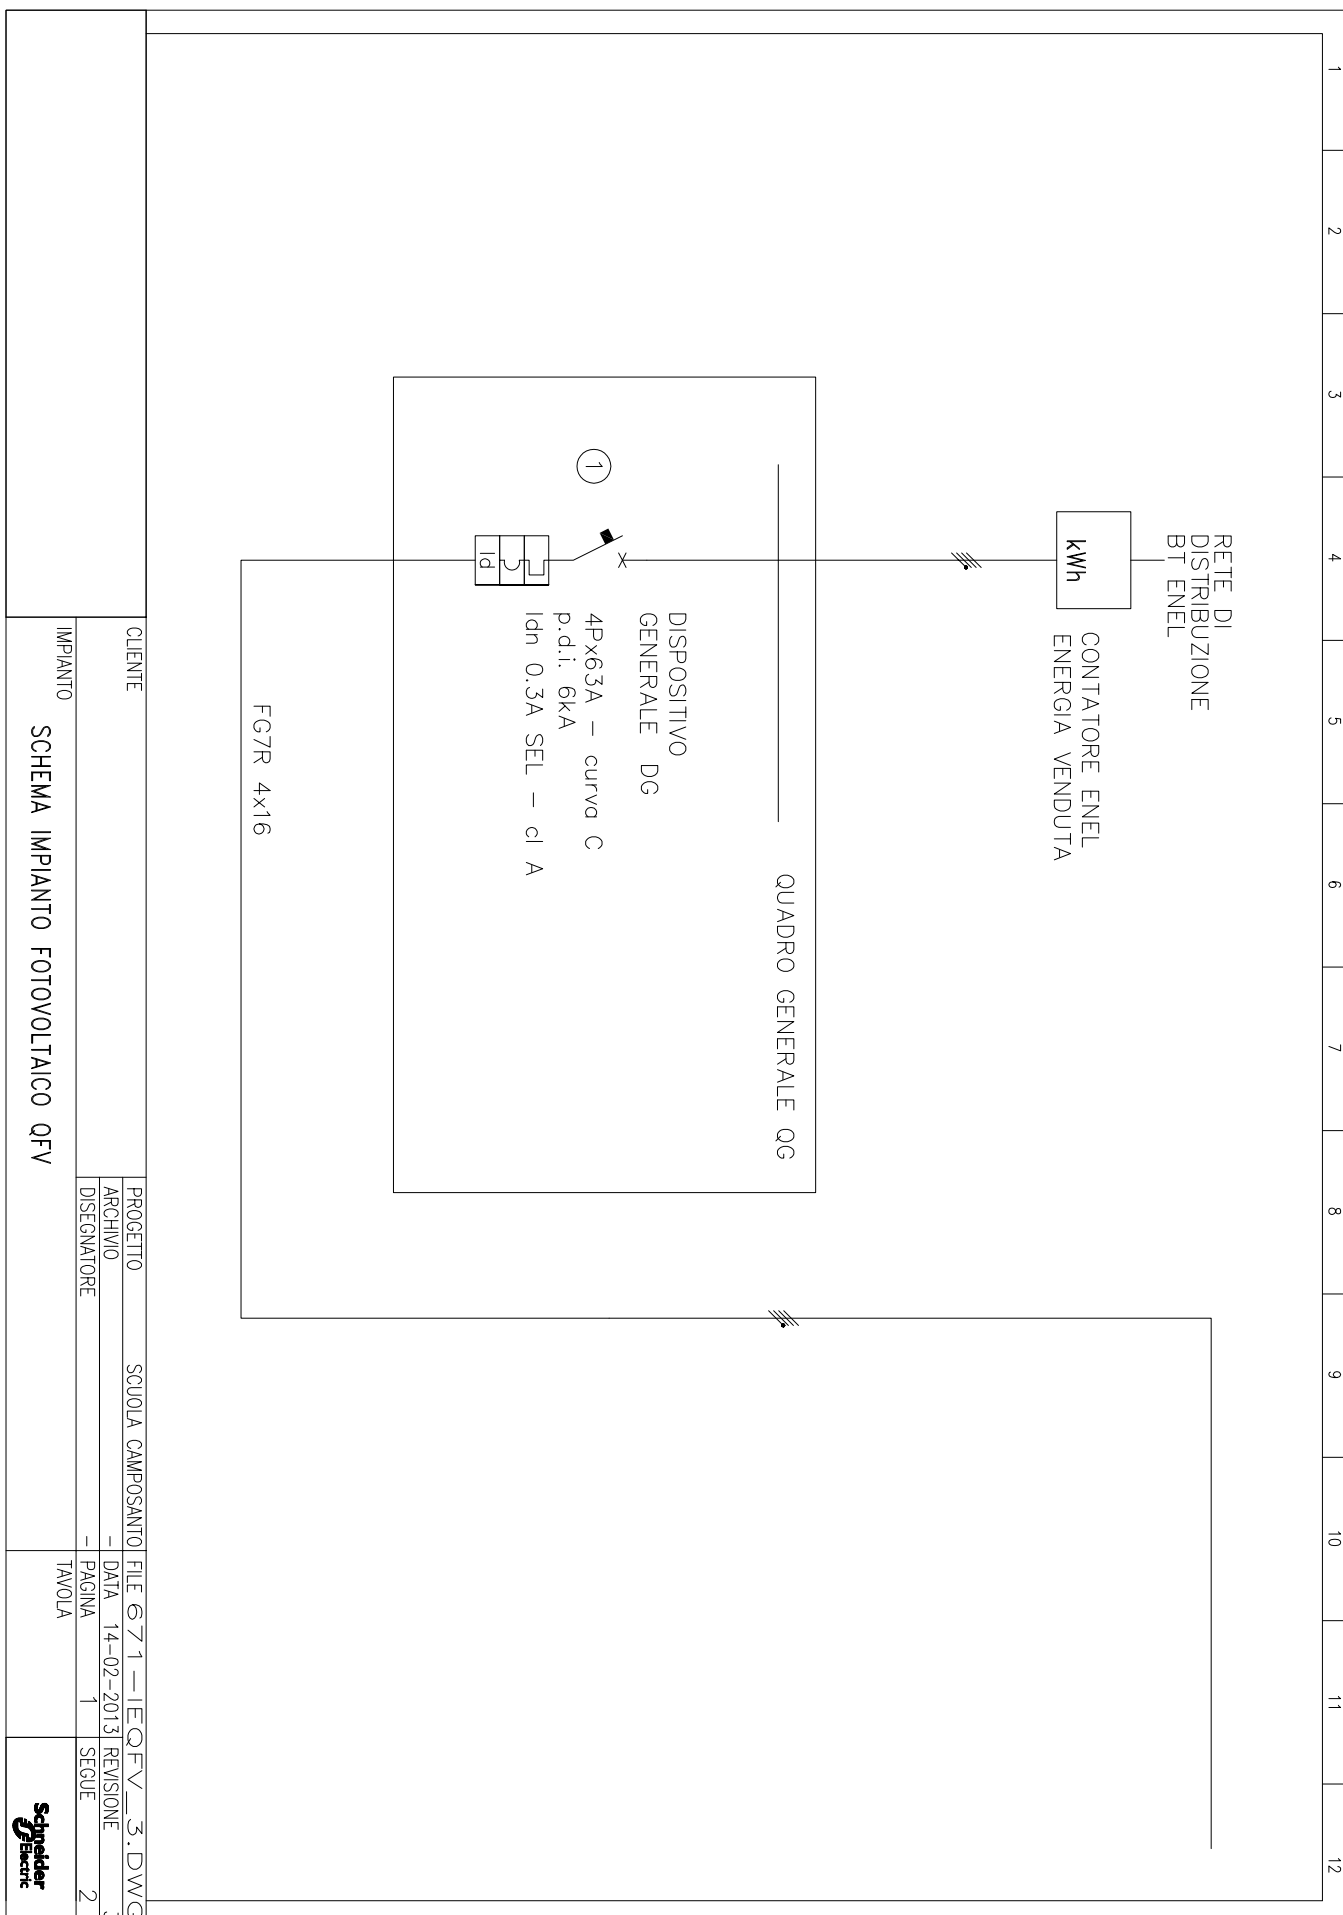 1
2
3
4
5
6
7
8
9
10
11
12
RETE DI
DISTRIBUZIONE
BT ENEL
kWh
CONTATORE ENEL
ENERGIA VENDUTA
QUADRO GENERALE QG
DISPOSITIVO
GENERALE DG
1
4Px63A - curva C
p.d.i. 6kA
Idn 0.3A SEL - cl A
Id
FG7R 4x16
CLIENTE
IMPIANTO
SCHEMA IMPIANTO FOTOVOLTAICO QFV
PROGETTO SCUOLA CAMPOSANTO
ARCHIVIO -
DISEGNATORE -
FILE 671-IEQFV_3.DWG
DATA 14-02-2013
REVISIONE
PAGINA 1
SEGUE 2
TAVOLA
Schneider
Electric